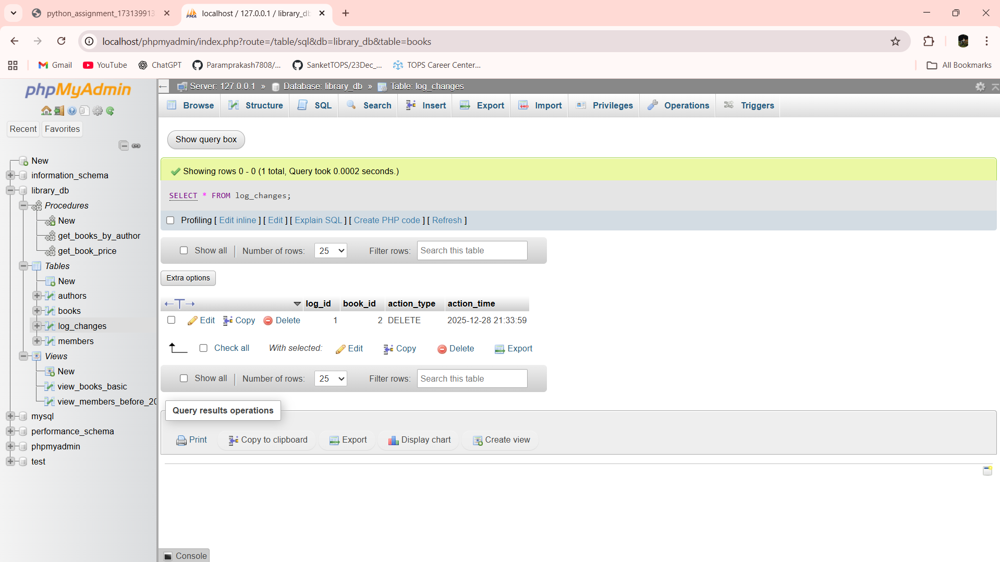 python_assignment_173139913
localhost / 127.0.0.1 / library_db
localhost/phpmyadmin/index.php?route=/table/sql&db=library_db&table=books
Gmail YouTube ChatGPT Paramprakash7808/... SanketTOPS/23Dec_... TOPS Career Center... All Bookmarks
phpMyAdmin
Recent Favorites
New
information_schema
library_db
Procedures
New
get_books_by_author
get_book_price
Tables
New
authors
books
log_changes
members
Views
New
view_books_basic
view_members_before_20
mysql
performance_schema
phpmyadmin
test
Server: 127.0.0.1 » Database: library_db » Table: log_changes
Browse Structure SQL Search Insert Export Import Privileges Operations Triggers
Show query box
Showing rows 0 - 0 (1 total, Query took 0.0002 seconds.)
SELECT * FROM log_changes;
Profiling [ Edit inline ] [ Edit ] [ Explain SQL ] [ Create PHP code ] [ Refresh ]
Show all Number of rows: 25 Filter rows: Search this table
Extra options
log_id book_id action_type action_time
Edit Copy Delete 1 2 DELETE 2025-12-28 21:33:59
Check all With selected: Edit Copy Delete Export
Show all Number of rows: 25 Filter rows: Search this table
Query results operations
Print Copy to clipboard Export Display chart Create view
Console